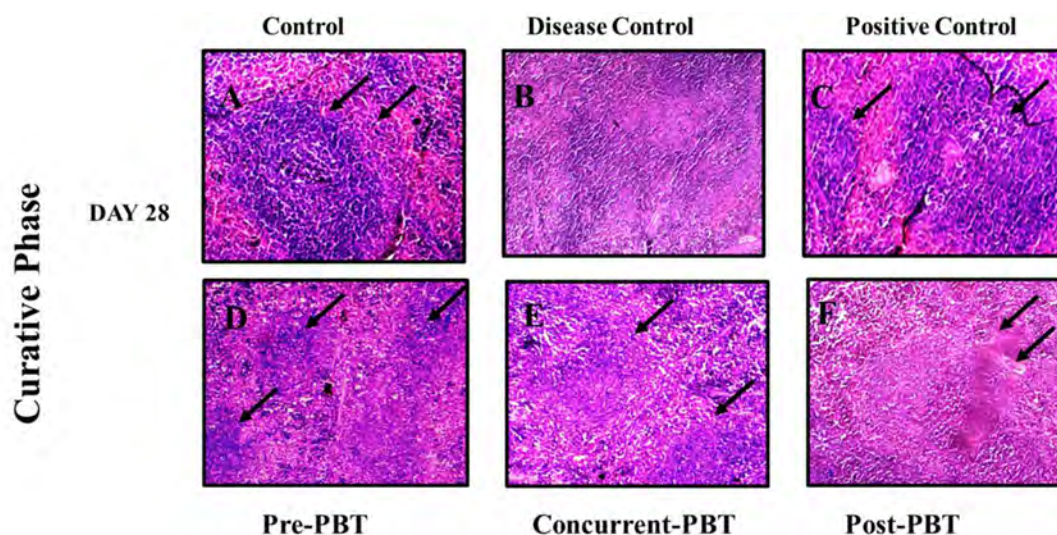 Control
Disease Control
Positive Control
Curative Phase
DAY 28
A
B
C
D
E
F
Pre-PBT
Concurrent-PBT
Post-PBT